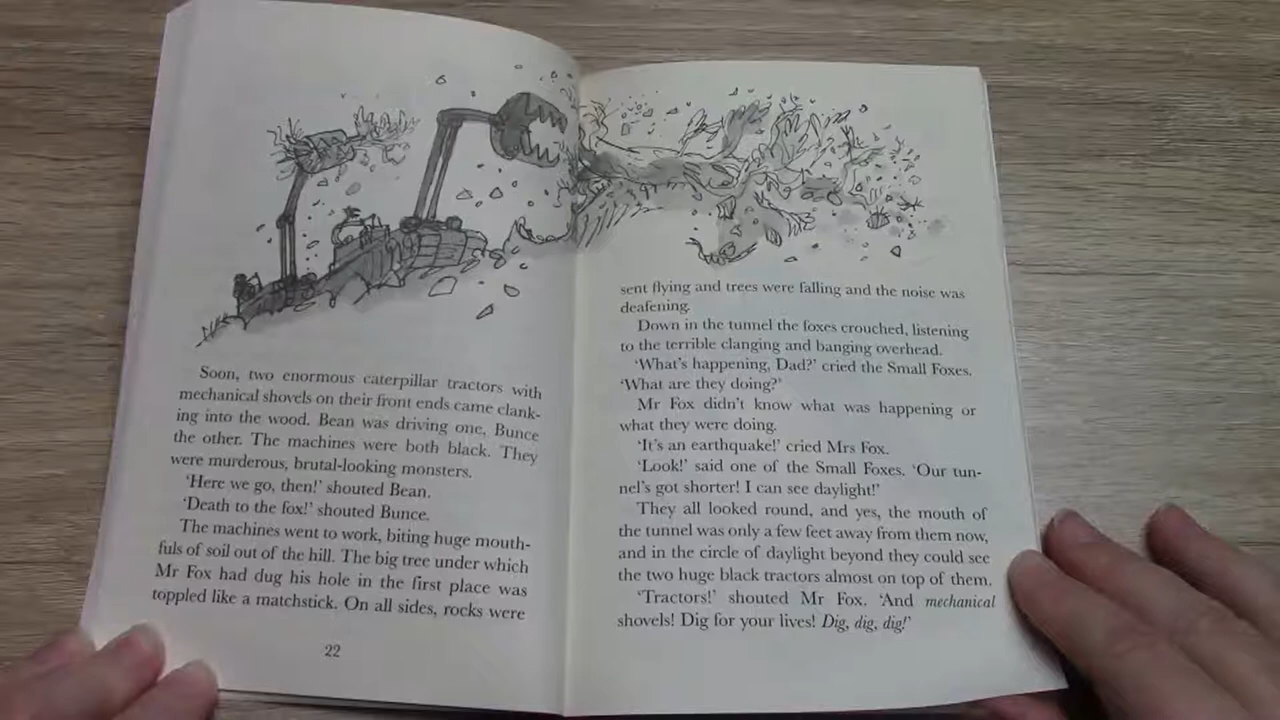 Soon, two enormous caterpillar tractors with
mechanical shovels on their front ends came clank-
ing into the wood. Bean was driving one, Bunce
the other. The machines were both black. They
were murderous, brutal-looking monsters.
‘Here we go, then!’ shouted Bean.
‘Death to the fox!’ shouted Bunce.
The machines went to work, biting huge mouth-
fuls of soil out of the hill. The big tree under which
Mr Fox had dug his hole in the first place was
toppled like a matchstick. On all sides, rocks were
22
sent flying and trees were falling and the noise was
deafening.
Down in the tunnel the foxes crouched, listening
to the terrible clanging and banging overhead.
‘What’s happening, Dad?’ cried the Small Foxes.
‘What are they doing?’
Mr Fox didn’t know what was happening or
what they were doing.
‘It’s an earthquake!’ cried Mrs Fox.
‘Look!’ said one of the Small Foxes. ‘Our tun-
nel’s got shorter! I can see daylight!’
They all looked round, and yes, the mouth of
the tunnel was only a few feet away from them now,
and in the circle of daylight beyond they could see
the two huge black tractors almost on top of them.
‘Tractors!’ shouted Mr Fox. ‘And mechanical
shovels! Dig for your lives! Dig, dig, dig!’